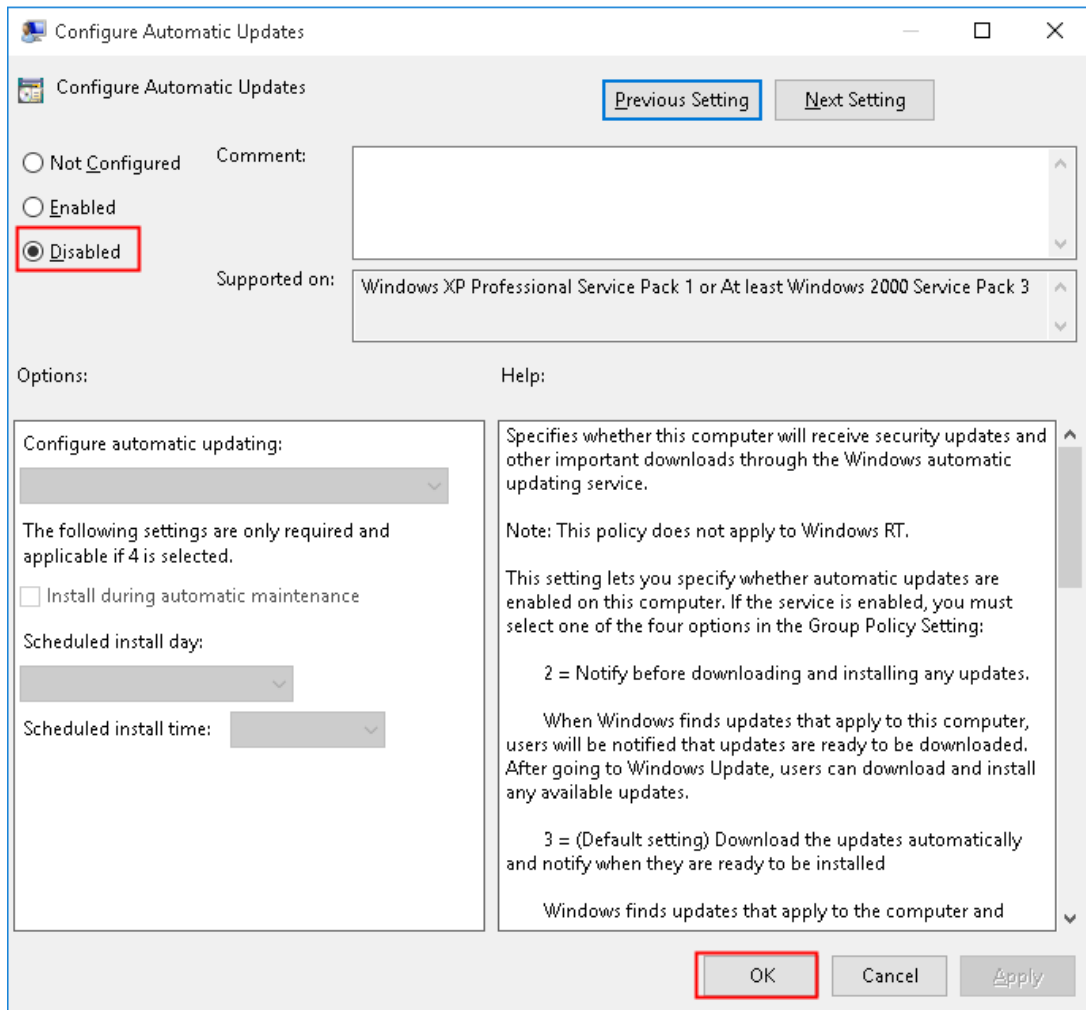 Configure Automatic Updates
Configure Automatic Updates
Previous Setting
Next Setting
Not Configured
Comment:
Enabled
Disabled
Supported on:
Windows XP Professional Service Pack 1 or At least Windows 2000 Service Pack 3
Options:
Help:
Configure automatic updating:
The following settings are only required and
applicable if 4 is selected.
Install during automatic maintenance
Scheduled install day:
Scheduled install time:
Specifies whether this computer will receive security updates and
other important downloads through the Windows automatic
updating service.
Note: This policy does not apply to Windows RT.
This setting lets you specify whether automatic updates are
enabled on this computer. If the service is enabled, you must
select one of the four options in the Group Policy Setting:
2 = Notify before downloading and installing any updates.
When Windows finds updates that apply to this computer,
users will be notified that updates are ready to be downloaded.
After going to Windows Update, users can download and install
any available updates.
3 = (Default setting) Download the updates automatically
and notify when they are ready to be installed
Windows finds updates that apply to the computer and
OK
Cancel
Apply